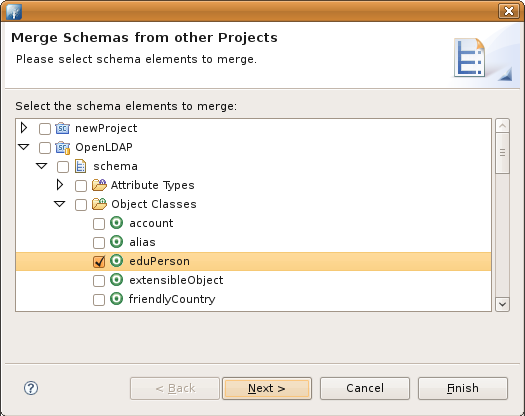 Merge Schemas from other Projects
Please select schema elements to merge.
Select the schema elements to merge:
newProject
OpenLDAP
schema
Attribute Types
Object Classes
account
alias
eduPerson
extensibleObject
friendlyCountry
< Back
Next >
Cancel
Finish